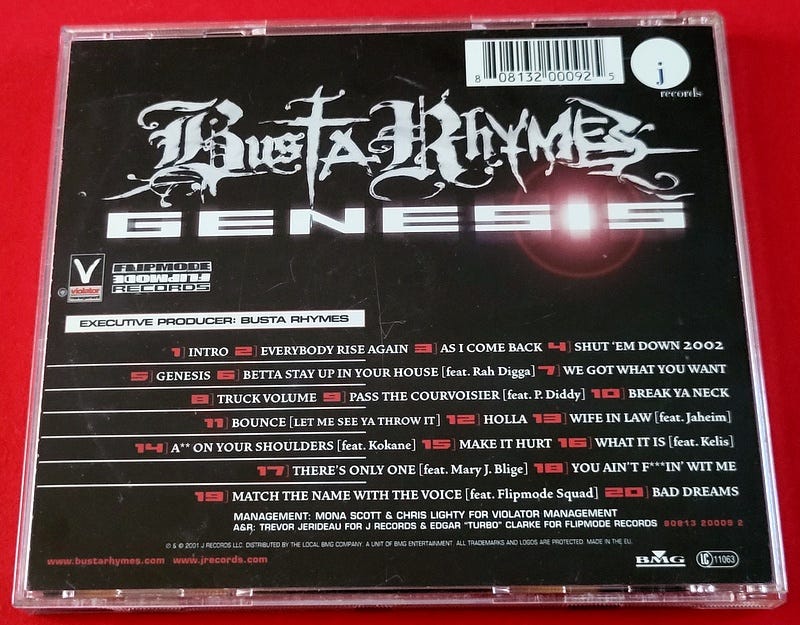 8 08132 00092 5
j
records
BUSTA RHYMES
GENESIS
V
violator
management
FLIPMODE
FLIPMODE
RECORDS
EXECUTIVE PRODUCER: BUSTA RHYMES
1] INTRO 2] EVERYBODY RISE AGAIN 3] AS I COME BACK 4] SHUT 'EM DOWN 2002
5] GENESIS 6] BETTA STAY UP IN YOUR HOUSE [feat. Rah Digga] 7] WE GOT WHAT YOU WANT
8] TRUCK VOLUME 9] PASS THE COURVOISIER [feat. P. Diddy] 10] BREAK YA NECK
11] BOUNCE [LET ME SEE YA THROW IT] 12] HOLLA 13] WIFE IN LAW [feat. Jaheim]
14] A** ON YOUR SHOULDERS [feat. Kokane] 15] MAKE IT HURT 16] WHAT IT IS [feat. Kelis]
17] THERE'S ONLY ONE [feat. Mary J. Blige] 18] YOU AIN'T F***IN' WIT ME
19] MATCH THE NAME WITH THE VOICE [feat. Flipmode Squad] 20] BAD DREAMS
MANAGEMENT: MONA SCOTT & CHRIS LIGHTY FOR VIOLATOR MANAGEMENT
A&R: TREVOR JERIDEAU FOR J RECORDS & EDGAR "TURBO" CLARKE FOR FLIPMODE RECORDS 80813 20009 2
℗ & © 2001 J RECORDS LLC. DISTRIBUTED BY THE LOCAL BMG COMPANY. A UNIT OF BMG ENTERTAINMENT. ALL TRADEMARKS AND LOGOS ARE PROTECTED. MADE IN THE EU.
www.bustarhymes.com www.jrecords.com
BMG LC 11063